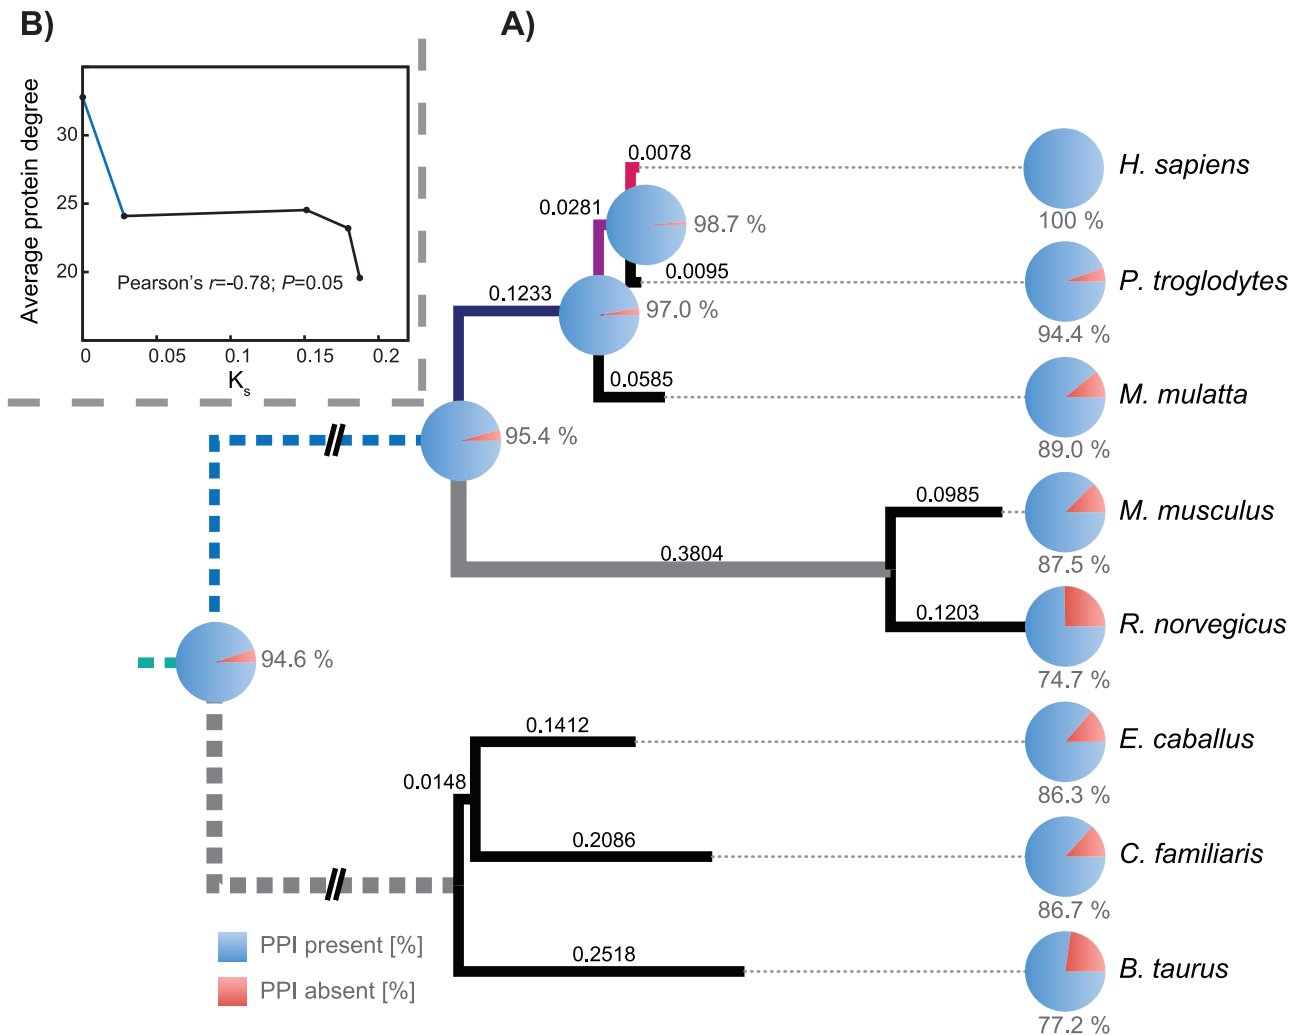 B)
A)
Average protein degree
30
25
20
Pearson's r=-0.78; P=0.05
0
0.05
0.1
0.15
0.2
Ks
0.0078
H. sapiens
100 %
0.0281
98.7 %
0.0095
P. troglodytes
94.4 %
0.1233
97.0 %
0.0585
M. mulatta
89.0 %
95.4 %
0.0985
M. musculus
87.5 %
0.3804
0.1203
R. norvegicus
74.7 %
94.6 %
0.1412
E. caballus
86.3 %
0.0148
0.2086
C. familiaris
86.7 %
0.2518
B. taurus
77.2 %
PPI present [%]
PPI absent [%]